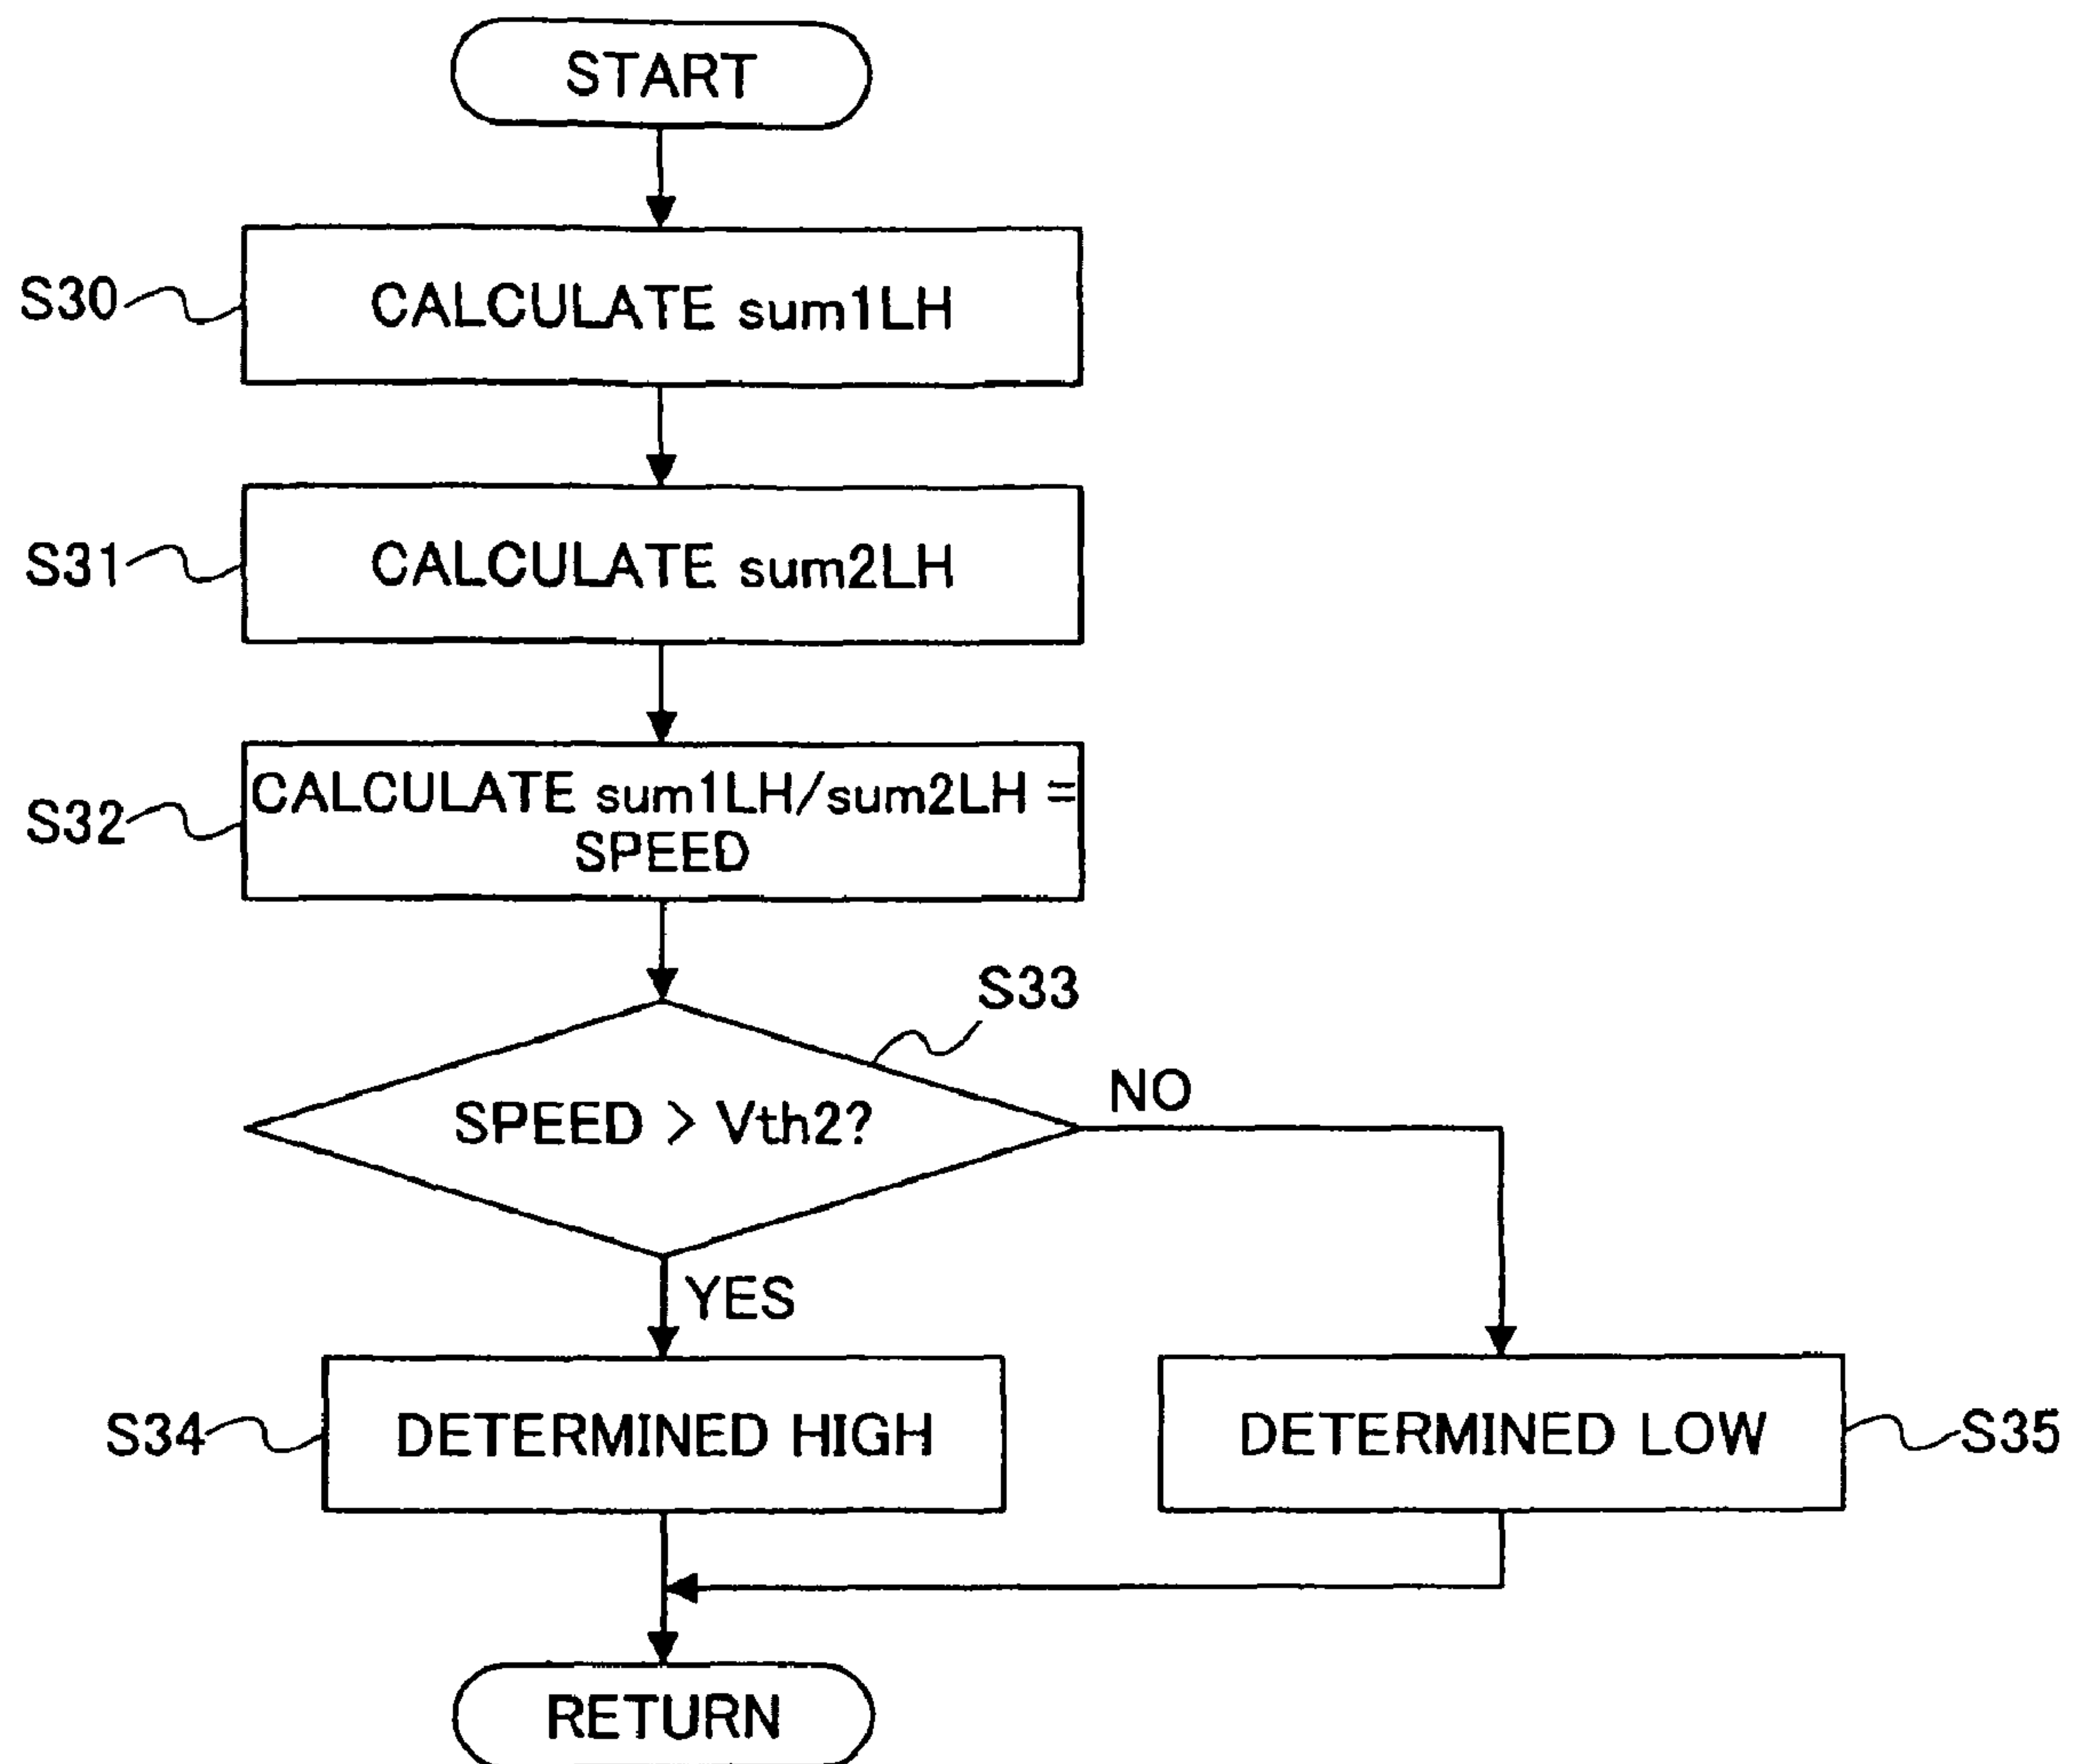 START
S30
CALCULATE sum1LH
S31
CALCULATE sum2LH
S32
CALCULATE sum1LH/sum2LH =
SPEED
S33
SPEED > Vth2?
NO
YES
S34
DETERMINED HIGH
DETERMINED LOW
S35
RETURN